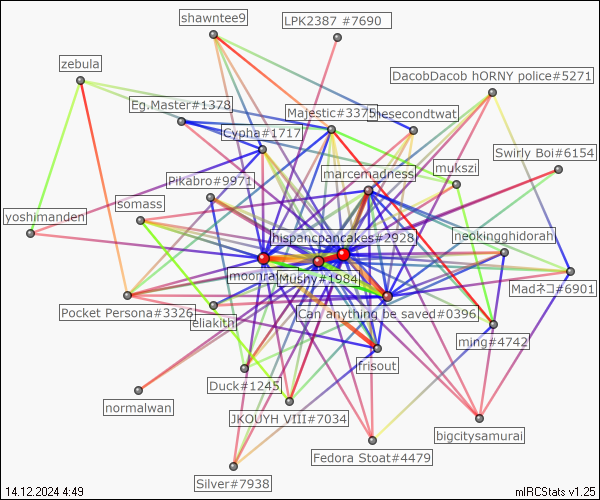 shawntee9
LPK2387 #7690
zebula
DacobDacob hORNY police#5271
Eg.Master#1378
Majestic#3375
hesecondtwat
Cypha#1717
Swirly Boi#6154
marcemadness
mukszi
Pikabro#9971
somass
yoshimanden
hispancpancakes#2928
neokingghidorah
moonra
Mushy#1984
Madネコ#6901
Pocket Persona#3326
Can anything be saved#0396
eliakith
ming#4742
frisout
Duck#1245
normalwan
JKOUYH VIII#7034
bigcitysamurai
Fedora Stoat#4479
Silver#7938
14.12.2024 4:49
mIRCStats v1.25